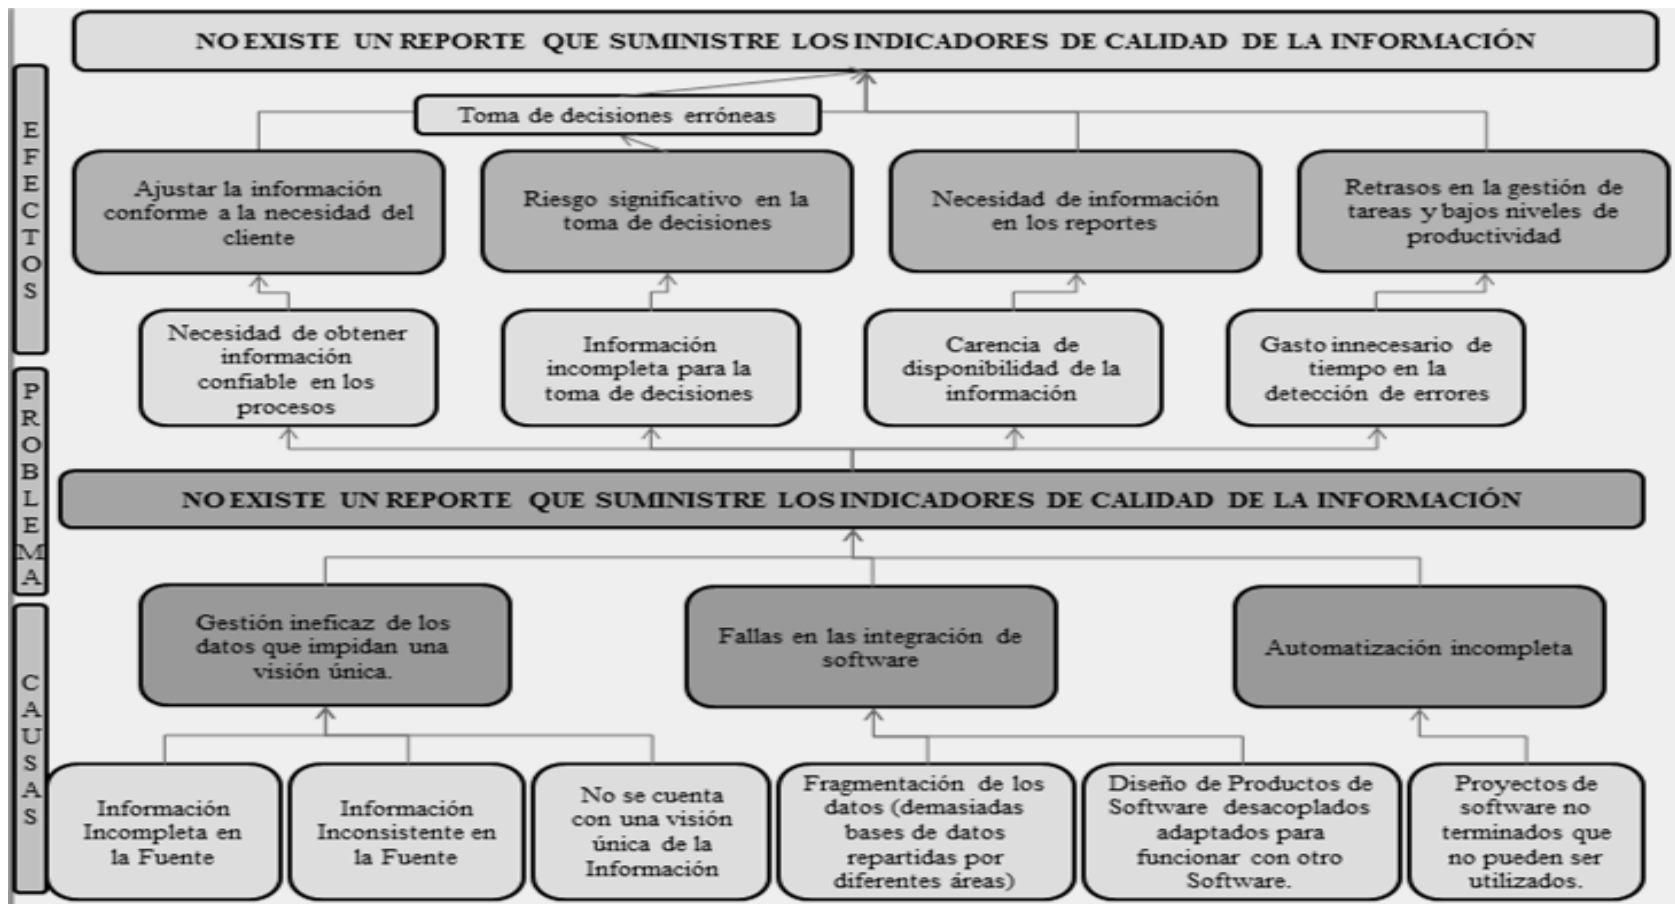 NO EXISTE UN REPORTE QUE SUMINISTRE LOS INDICADORES DE CALIDAD DE LA INFORMACIÓN
EFECTOS
Toma de decisiones erróneas
Ajustar la información
conforme a la necesidad del
cliente
Riesgo significativo en la
toma de decisiones
Necesidad de información
en los reportes
Retrasos en la gestión de
tareas y bajos niveles de
productividad
Necesidad de obtener
información
confiable en los
procesos
Información
incompleta para la
toma de decisiones
Carencia de
disponibilidad de la
información
Gasto innecesario de
tiempo en la
detección de errores
PROBLEMA
NO EXISTE UN REPORTE QUE SUMINISTRE LOS INDICADORES DE CALIDAD DE LA INFORMACIÓN
CAUSAS
Gestión ineficaz de los
datos que impidan una
visión única.
Fallas en las integración de
software
Automatización incompleta
Información
Incompleta en
la Fuente
Información
Inconsistente en
la Fuente
No se cuenta
con una visión
única de la
Información
Fragmentación de los
datos (demasiadas
bases de datos
repartidas por
diferentes áreas)
Diseño de Productos de
Software desacoplados
adaptados para
funcionar con otro
Software.
Proyectos de
software no
terminados que
no pueden ser
utilizados.